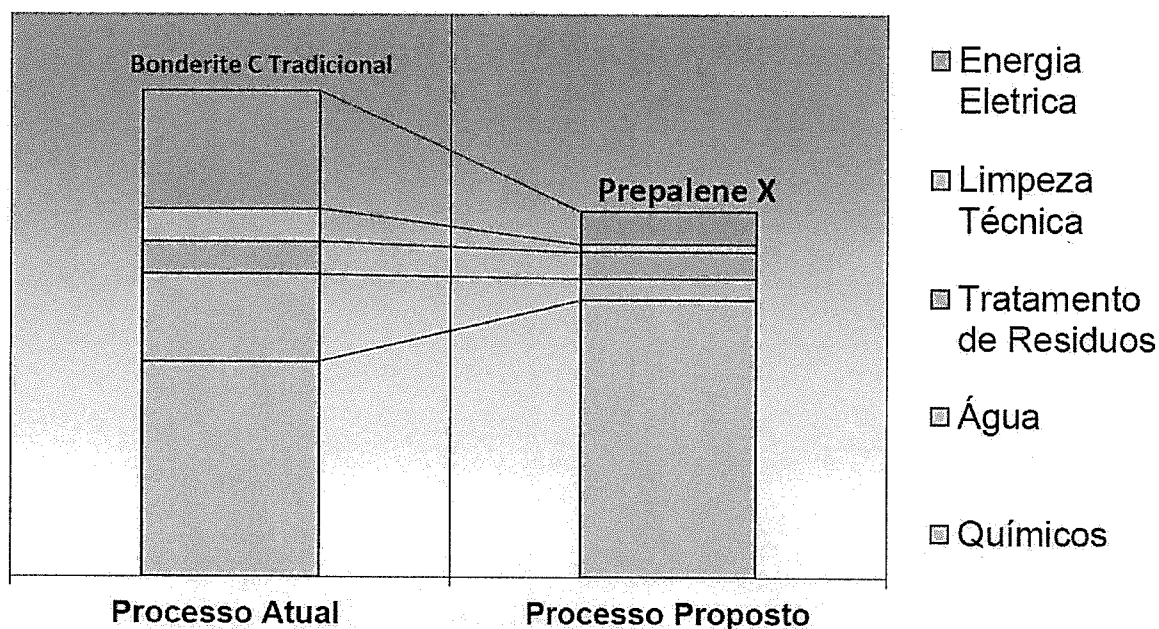 Bonderite C Tradicional
Prepalene X
Processo Atual
Processo Proposto
Energia
Eletrica
Limpeza
Técnica
Tratamento
de Residuos
Água
Químicos